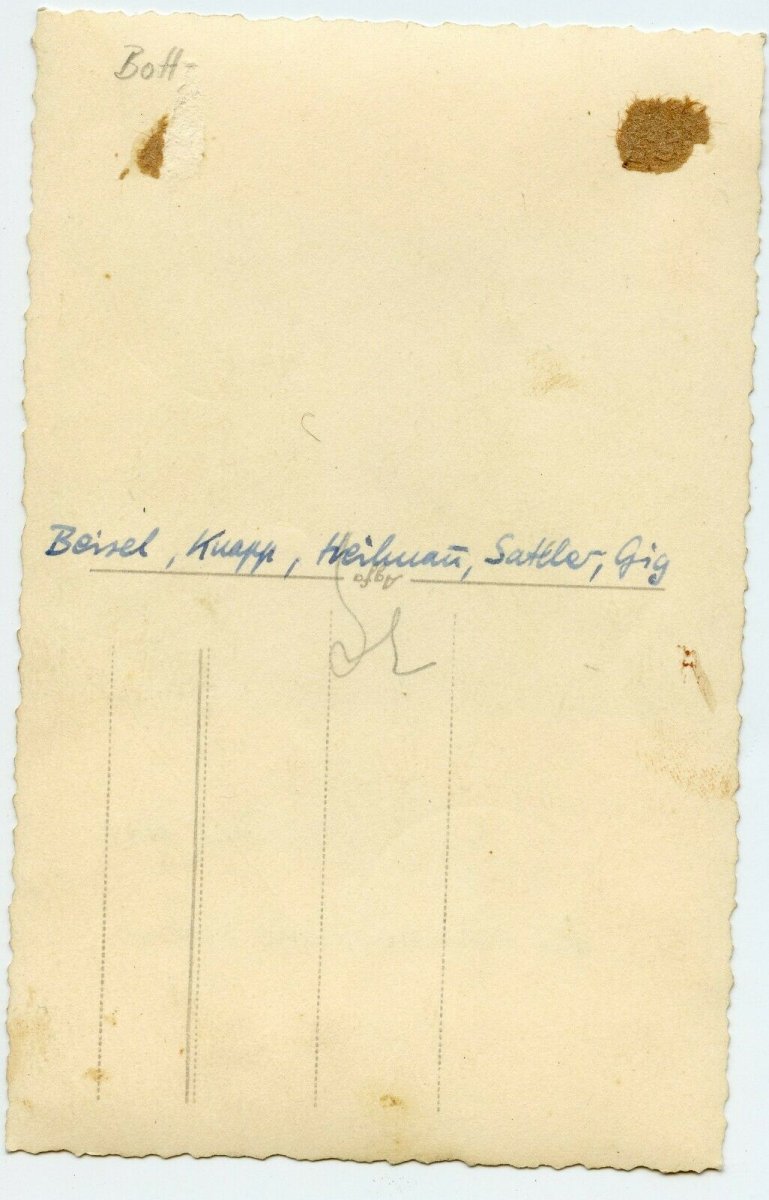 Bott-
Beisel, Knapp, Heilmañ, Sattler, Gig
Agfa